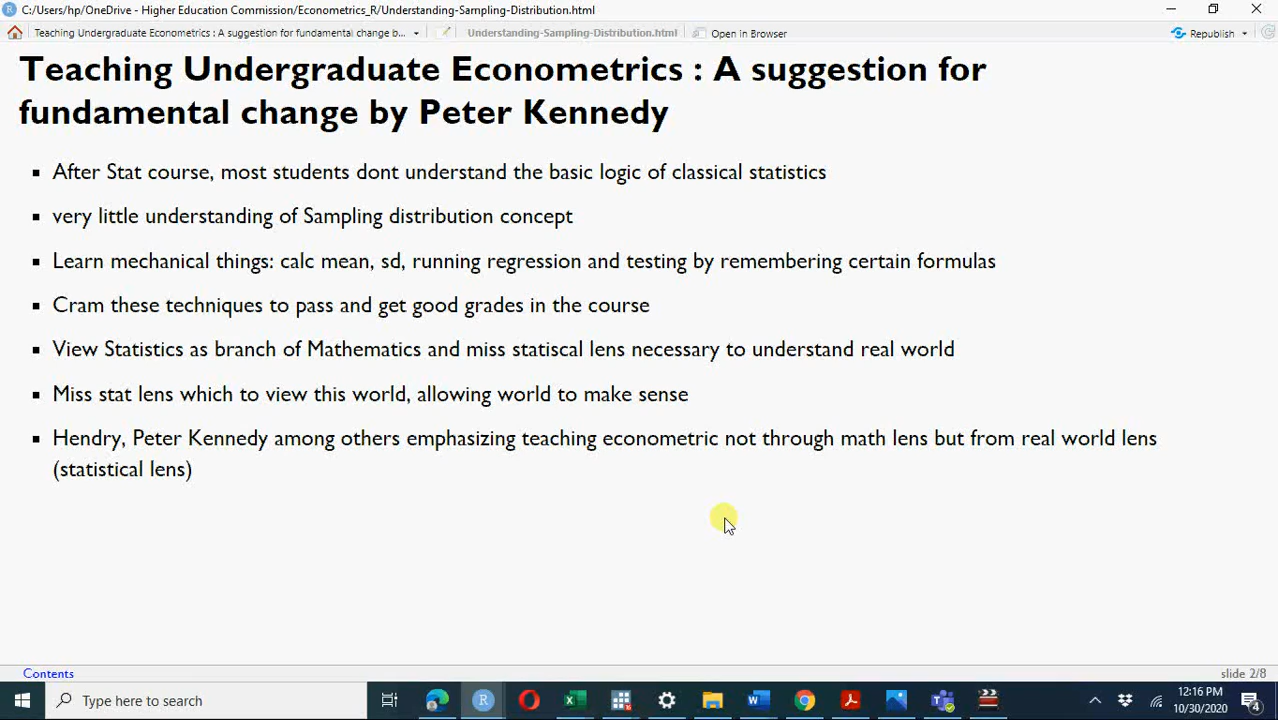 C:/Users/hp/OneDrive - Higher Education Commission/Econometrics_R/Understanding-Sampling-Distribution.html
Teaching Undergraduate Econometrics : A suggestion for fundamental change b... Understanding-Sampling-Distribution.html Open in Browser Republish
Teaching Undergraduate Econometrics : A suggestion for
fundamental change by Peter Kennedy
After Stat course, most students dont understand the basic logic of classical statistics
very little understanding of Sampling distribution concept
Learn mechanical things: calc mean, sd, running regression and testing by remembering certain formulas
Cram these techniques to pass and get good grades in the course
View Statistics as branch of Mathematics and miss statiscal lens necessary to understand real world
Miss stat lens which to view this world, allowing world to make sense
Hendry, Peter Kennedy among others emphasizing teaching econometric not through math lens but from real world lens
(statistical lens)
Contents slide 2/8
Type here to search
12:16 PM
10/30/2020
4